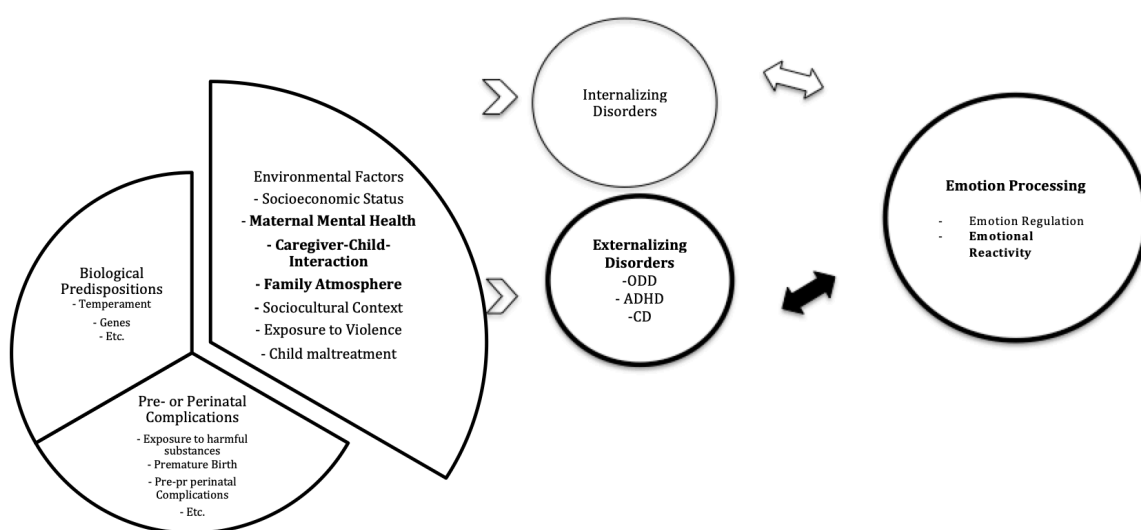 Biological
Predispositions
- Temperament
- Genes
- Etc.
Pre- or Perinatal
Complications
- Exposure to harmful
substances
- Premature Birth
- Pre-pr perinatal
Complications
- Etc.
Environmental Factors
- Socioeconomic Status
- Maternal Mental Health
- Caregiver-Child-
Interaction
- Family Atmosphere
- Sociocultural Context
- Exposure to Violence
- Child maltreatment
Internalizing
Disorders
Externalizing
Disorders
-ODD
- ADHD
-CD
Emotion Processing
- Emotion Regulation
- Emotional
Reactivity